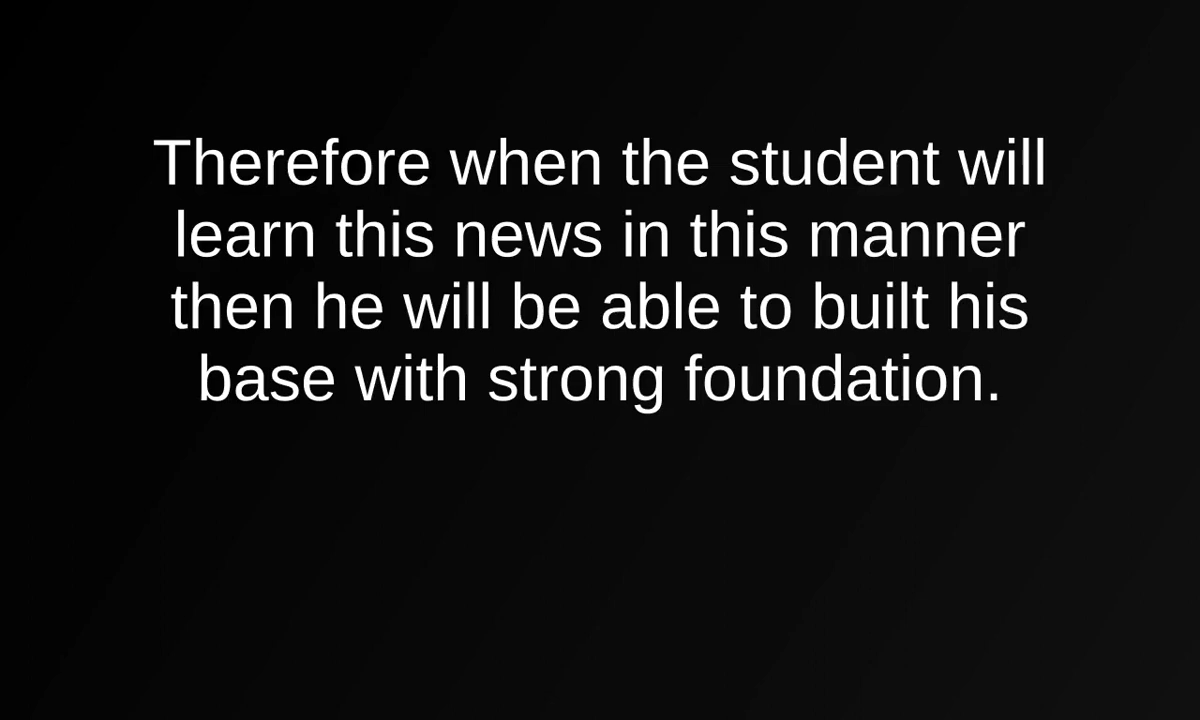 Therefore when the student will
learn this news in this manner
then he will be able to built his
base with strong foundation.